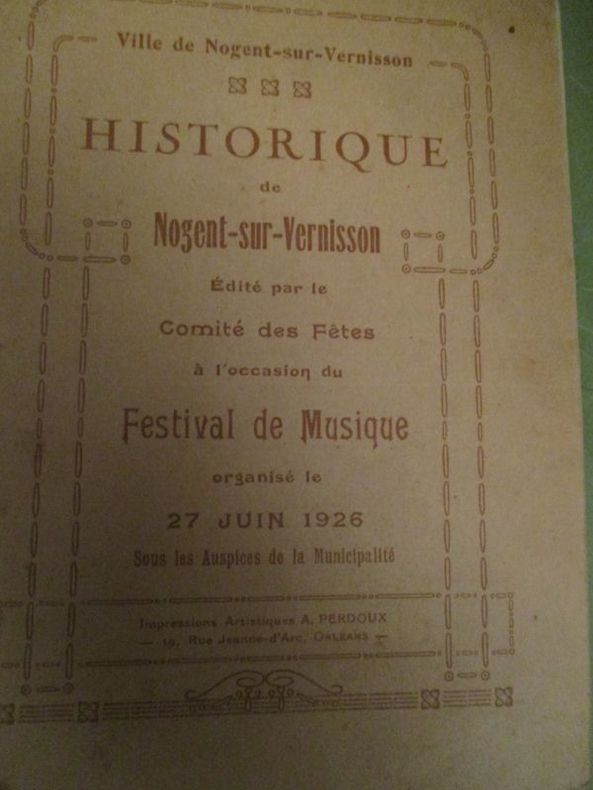 Ville de Nogent-sur-Vernisson
HISTORIQUE
de
Nogent-sur-Vernisson
Édité par le
Comité des Fêtes
à l'occasion du
Festival de Musique
organisé le
27 JUIN 1926
Sous les Auspices de la Municipalité
Impressions Artistiques A. PERDOUX
— 19, Rue Jeanne-d'Arc, ORLÉANS —